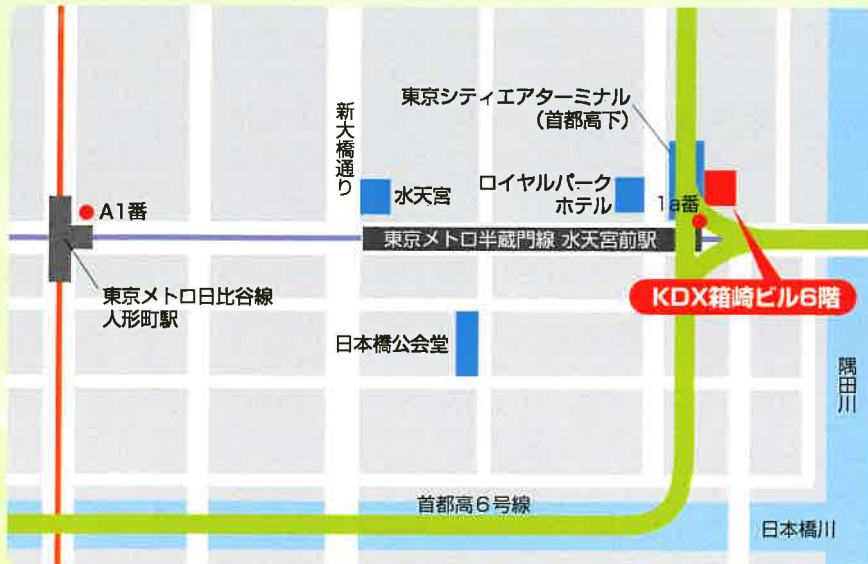 東京シティエアターミナル
(首都高下)
新大橋通り
水天宮
ロイヤルパーク
ホテル
1a番
A1番
東京メトロ半蔵門線 水天宮前駅
東京メトロ日比谷線
人形町駅
KDX箱崎ビル6階
日本橋公会堂
隅田川
首都高6号線
日本橋川